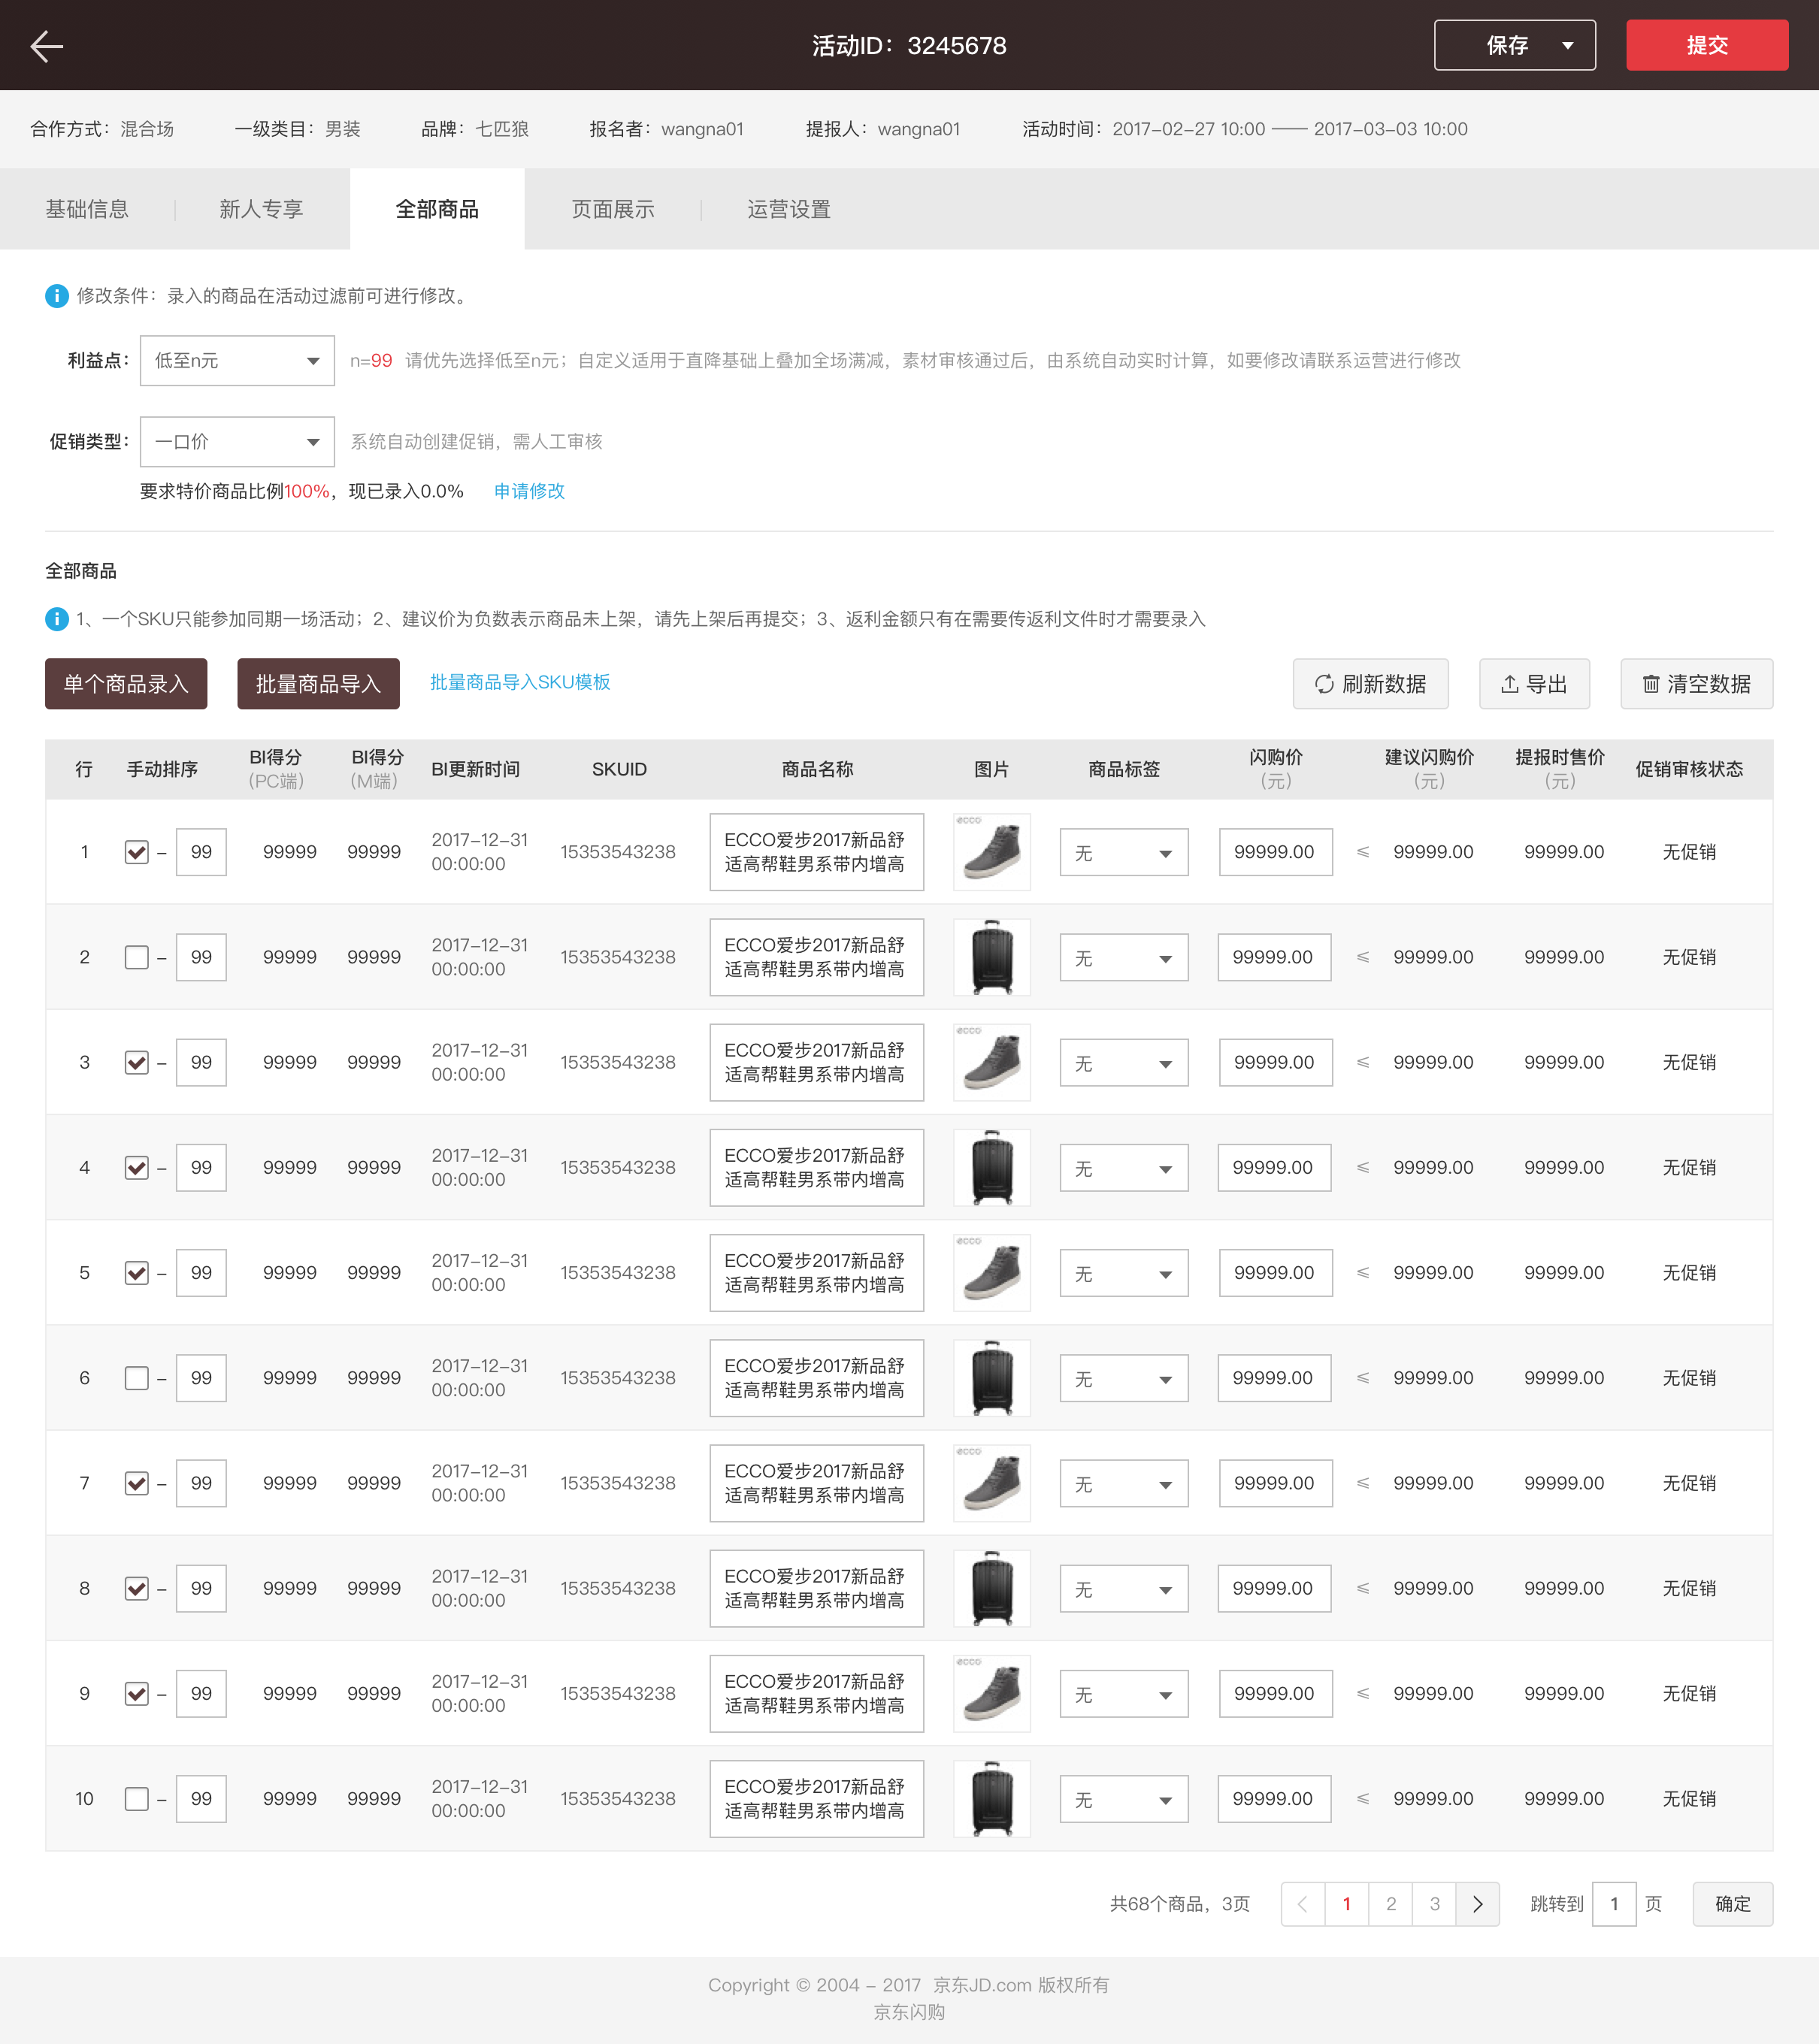 活动ID：3245678
保存
提交
合作方式：混合场 一级类目：男装 品牌：七匹狼 报名者：wangna01 提报人：wangna01 活动时间：2017-02-27 10:00 —— 2017-03-03 10:00
基础信息 新人专享 全部商品 页面展示 运营设置
修改条件：录入的商品在活动过滤前可进行修改。
利益点： 低至n元 n=99 请优先选择低至n元；自定义适用于直降基础上叠加全场满减，素材审核通过后，由系统自动实时计算，如要修改请联系运营进行修改
促销类型： 一口价 系统自动创建促销，需人工审核
要求特价商品比例100%，现已录入0.0% 申请修改
全部商品
1、一个SKU只能参加同期一场活动；2、建议价为负数表示商品未上架，请先上架后再提交；3、返利金额只有在需要传返利文件时才需要录入
单个商品录入 批量商品导入 批量商品导入SKU模板 刷新数据 导出 清空数据
行 手动排序 BI得分 BI得分 BI更新时间 SKUID 商品名称 图片 商品标签 闪购价 建议闪购价 提报时售价 促销审核状态
（PC端） （M端） （元） （元） （元）
1 – 99 99999 99999 2017-12-31 15353543238 ECCO爱步2017新品舒 ecco 无 99999.00 ≤ 99999.00 99999.00 无促销
00:00:00 适高帮鞋男系带内增高
2 – 99 99999 99999 2017-12-31 15353543238 ECCO爱步2017新品舒 无 99999.00 ≤ 99999.00 99999.00 无促销
00:00:00 适高帮鞋男系带内增高
3 – 99 99999 99999 2017-12-31 15353543238 ECCO爱步2017新品舒 ecco 无 99999.00 ≤ 99999.00 99999.00 无促销
00:00:00 适高帮鞋男系带内增高
4 – 99 99999 99999 2017-12-31 15353543238 ECCO爱步2017新品舒 无 99999.00 ≤ 99999.00 99999.00 无促销
00:00:00 适高帮鞋男系带内增高
5 – 99 99999 99999 2017-12-31 15353543238 ECCO爱步2017新品舒 ecco 无 99999.00 ≤ 99999.00 99999.00 无促销
00:00:00 适高帮鞋男系带内增高
6 – 99 99999 99999 2017-12-31 15353543238 ECCO爱步2017新品舒 无 99999.00 ≤ 99999.00 99999.00 无促销
00:00:00 适高帮鞋男系带内增高
7 – 99 99999 99999 2017-12-31 15353543238 ECCO爱步2017新品舒 ecco 无 99999.00 ≤ 99999.00 99999.00 无促销
00:00:00 适高帮鞋男系带内增高
8 – 99 99999 99999 2017-12-31 15353543238 ECCO爱步2017新品舒 无 99999.00 ≤ 99999.00 99999.00 无促销
00:00:00 适高帮鞋男系带内增高
9 – 99 99999 99999 2017-12-31 15353543238 ECCO爱步2017新品舒 ecco 无 99999.00 ≤ 99999.00 99999.00 无促销
00:00:00 适高帮鞋男系带内增高
10 – 99 99999 99999 2017-12-31 15353543238 ECCO爱步2017新品舒 无 99999.00 ≤ 99999.00 99999.00 无促销
00:00:00 适高帮鞋男系带内增高
共68个商品，3页 1 2 3 跳转到 1 页 确定
Copyright © 2004 - 2017 京东JD.com 版权所有
京东闪购